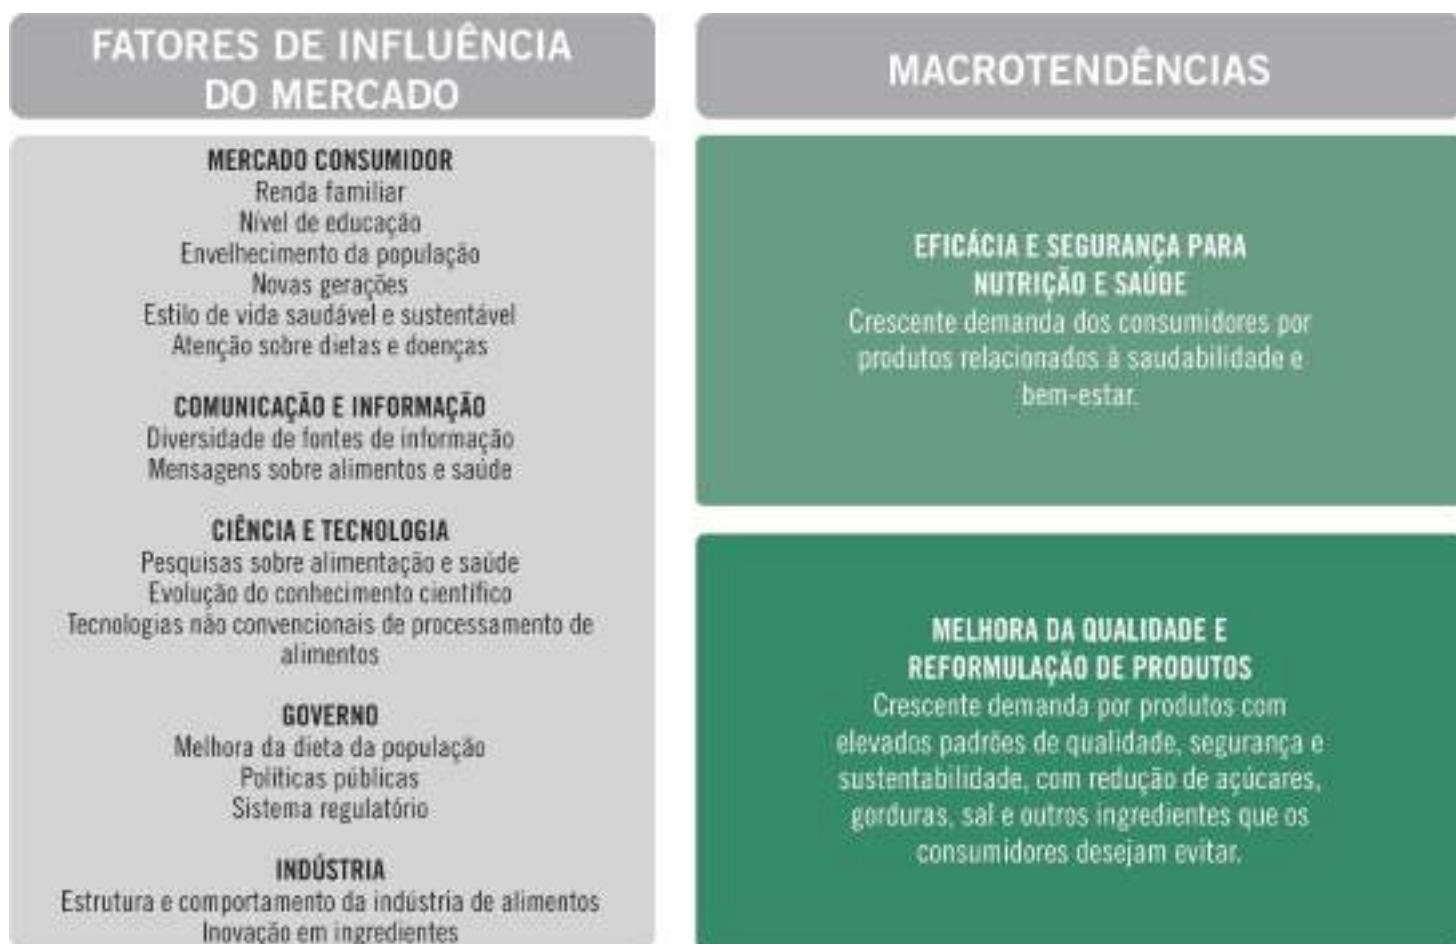 FATORES DE INFLUÊNCIA
DO MERCADO
MERCADO CONSUMIDOR
Renda familiar
Nível de educação
Envelhecimento da população
Novas gerações
Estilo de vida saudável e sustentável
Atenção sobre dietas e doenças
COMUNICAÇÃO E INFORMAÇÃO
Diversidade de fontes de informação
Mensagens sobre alimentos e saúde
CIÊNCIA E TECNOLOGIA
Pesquisas sobre alimentação e saúde
Evolução do conhecimento científico
Tecnologias não convencionais de processamento de
alimentos
GOVERNO
Melhora da dieta da população
Políticas públicas
Sistema regulatório
INDÚSTRIA
Estrutura e comportamento da indústria de alimentos
Inovação em ingredientes
MACROTENDÊNCIAS
EFICÁCIA E SEGURANÇA PARA
NUTRIÇÃO E SAÚDE
Crescente demanda dos consumidores por
produtos relacionados à saudabilidade e
bem-estar.
MELHORA DA QUALIDADE E
REFORMULAÇÃO DE PRODUTOS
Crescente demanda por produtos com
elevados padrões de qualidade, segurança e
sustentabilidade, com redução de açúcares,
gorduras, sal e outros ingredientes que os
consumidores desejam evitar.